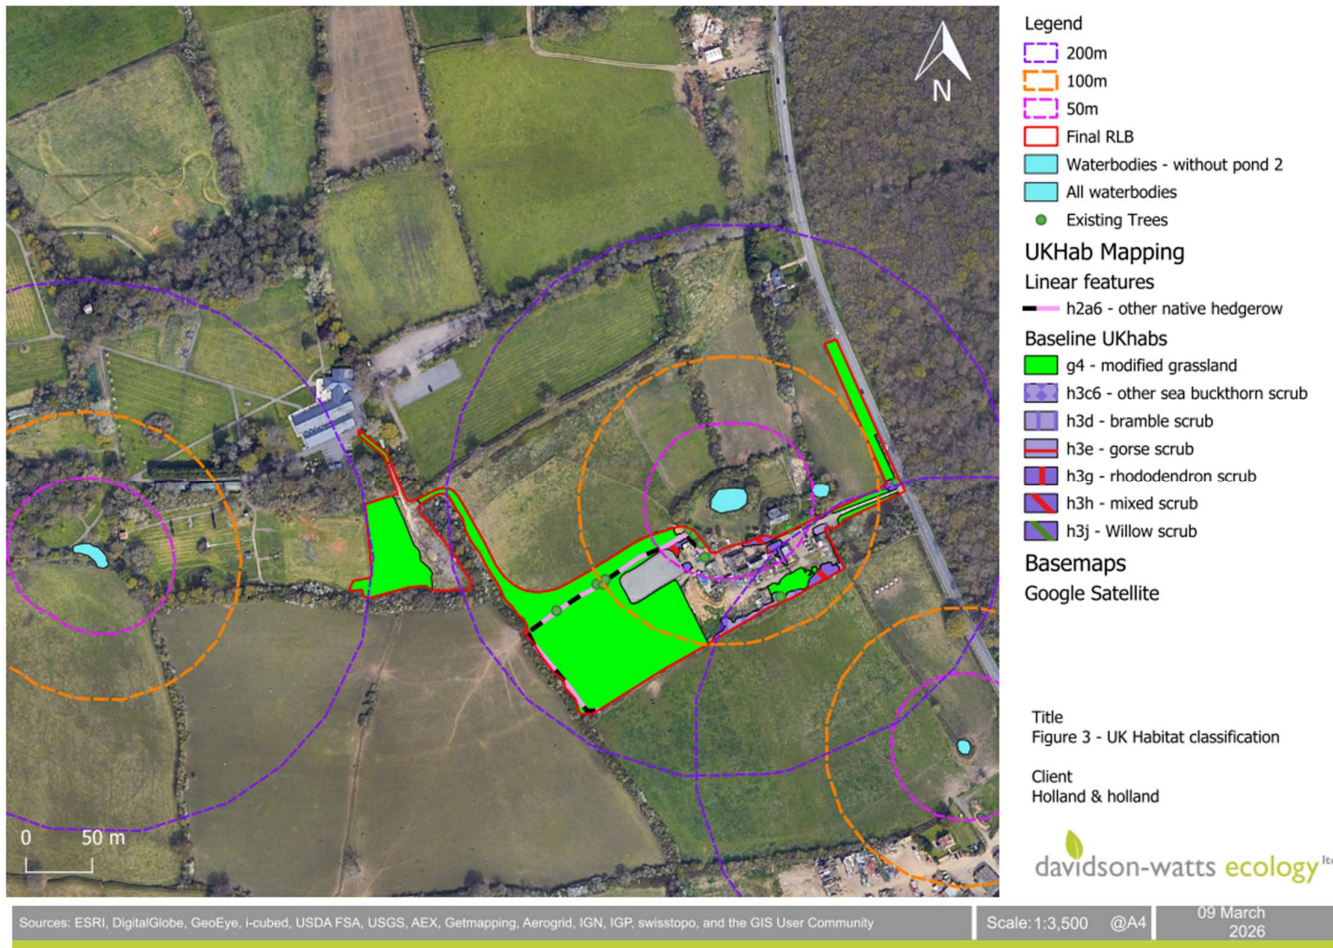 N
0 50 m
Legend
200m
100m
50m
Final RLB
Waterbodies - without pond 2
All waterbodies
Existing Trees
UKHab Mapping
Linear features
h2a6 - other native hedgerow
Baseline UKhabs
g4 - modified grassland
h3c6 - other sea buckthorn scrub
h3d - bramble scrub
h3e - gorse scrub
h3g - rhododendron scrub
h3h - mixed scrub
h3j - Willow scrub
Basemaps
Google Satellite
Title
Figure 3 - UK Habitat classification
Client
Holland & holland
davidson-watts ecology ltd
Sources: ESRI, DigitalGlobe, GeoEye, i-cubed, USDA FSA, USGS, AEX, Getmapping, Aerogrid, IGN, IGP, swisstopo, and the GIS User Community
Scale: 1:3,500 @A4
09 March
2026